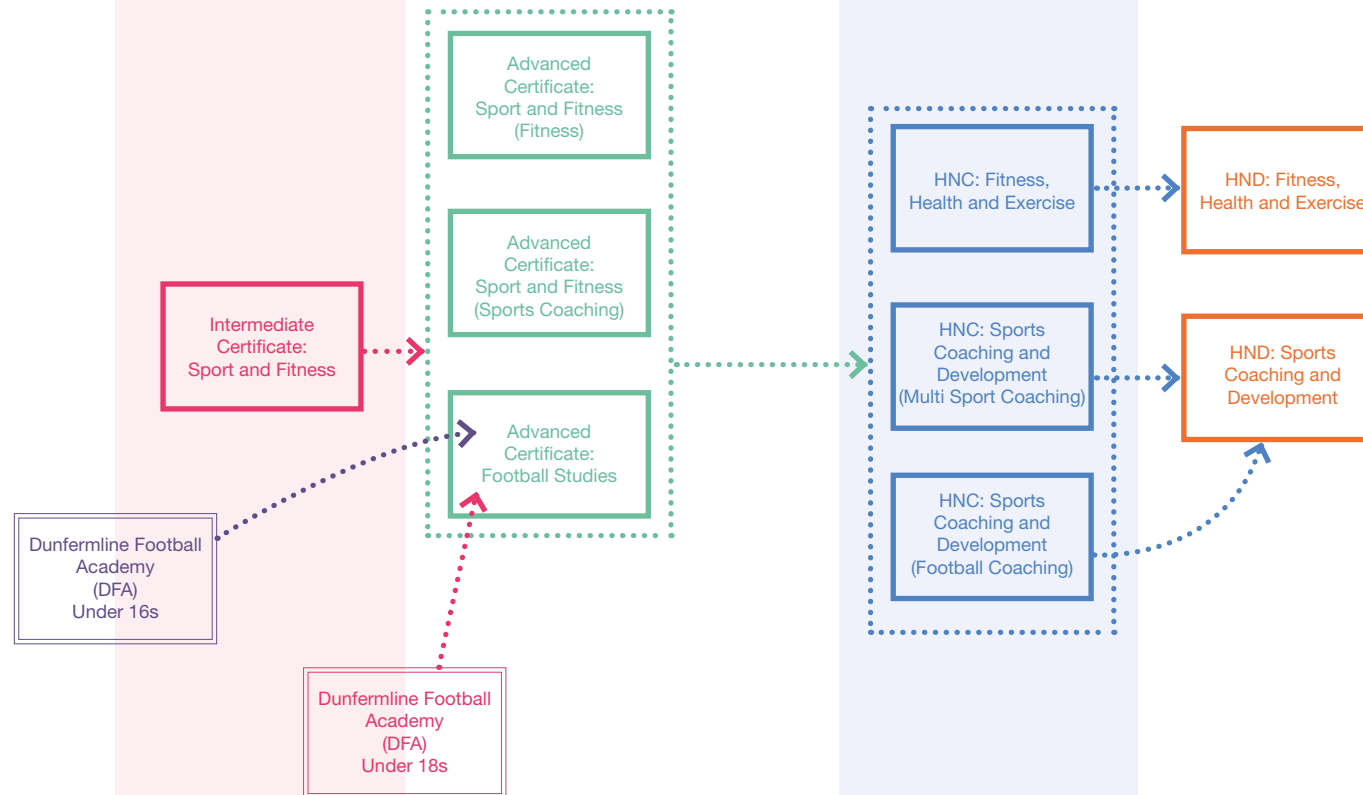 Advanced
Certificate:
Sport and Fitness
(Fitness)
Advanced
Certificate:
Sport and Fitness
(Sports Coaching)
Advanced
Certificate:
Football Studies
Intermediate
Certificate:
Sport and Fitness
Dunfermline Football
Academy
(DFA)
Under 16s
Dunfermline Football
Academy
(DFA)
Under 18s
HNC: Fitness,
Health and Exercise
HNC: Sports
Coaching and
Development
(Multi Sport Coaching)
HNC: Sports
Coaching and
Development
(Football Coaching)
HND: Fitness,
Health and Exercise
HND: Sports
Coaching and
Development